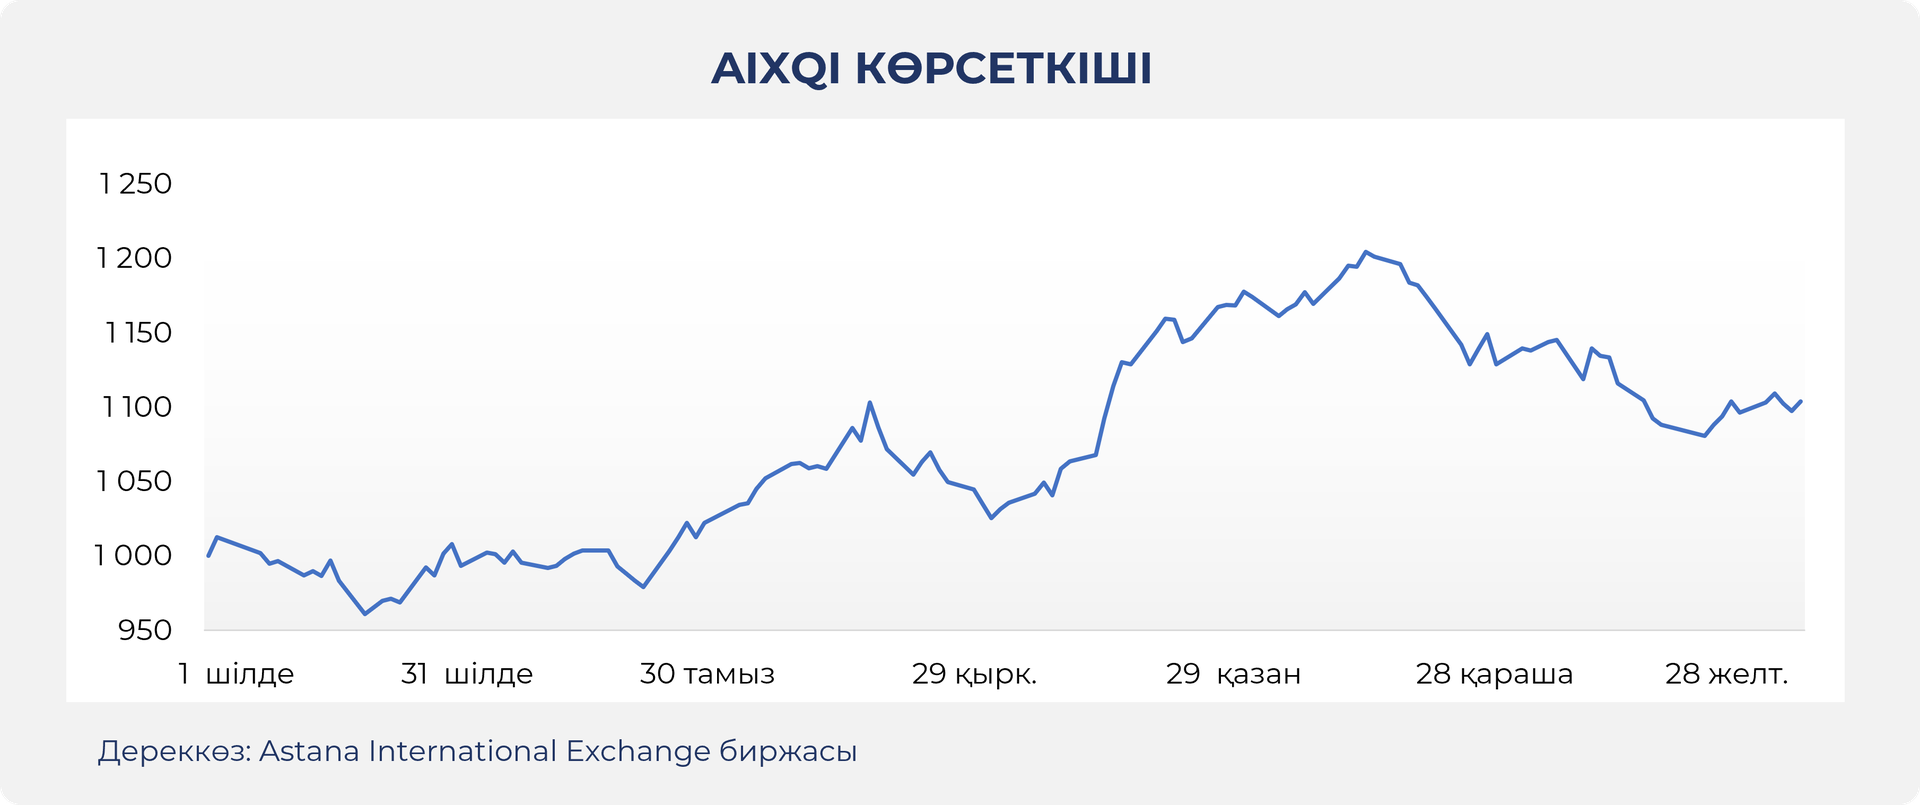 AIXQI КӨРСЕТКІШІ
1 250
1 200
1 150
1 100
1 050
1 000
950
1 шілде 31 шілде 30 тамыз 29 қырк. 29 қазан 28 қараша 28 желт.
Дереккөз: Astana International Exchange биржасы